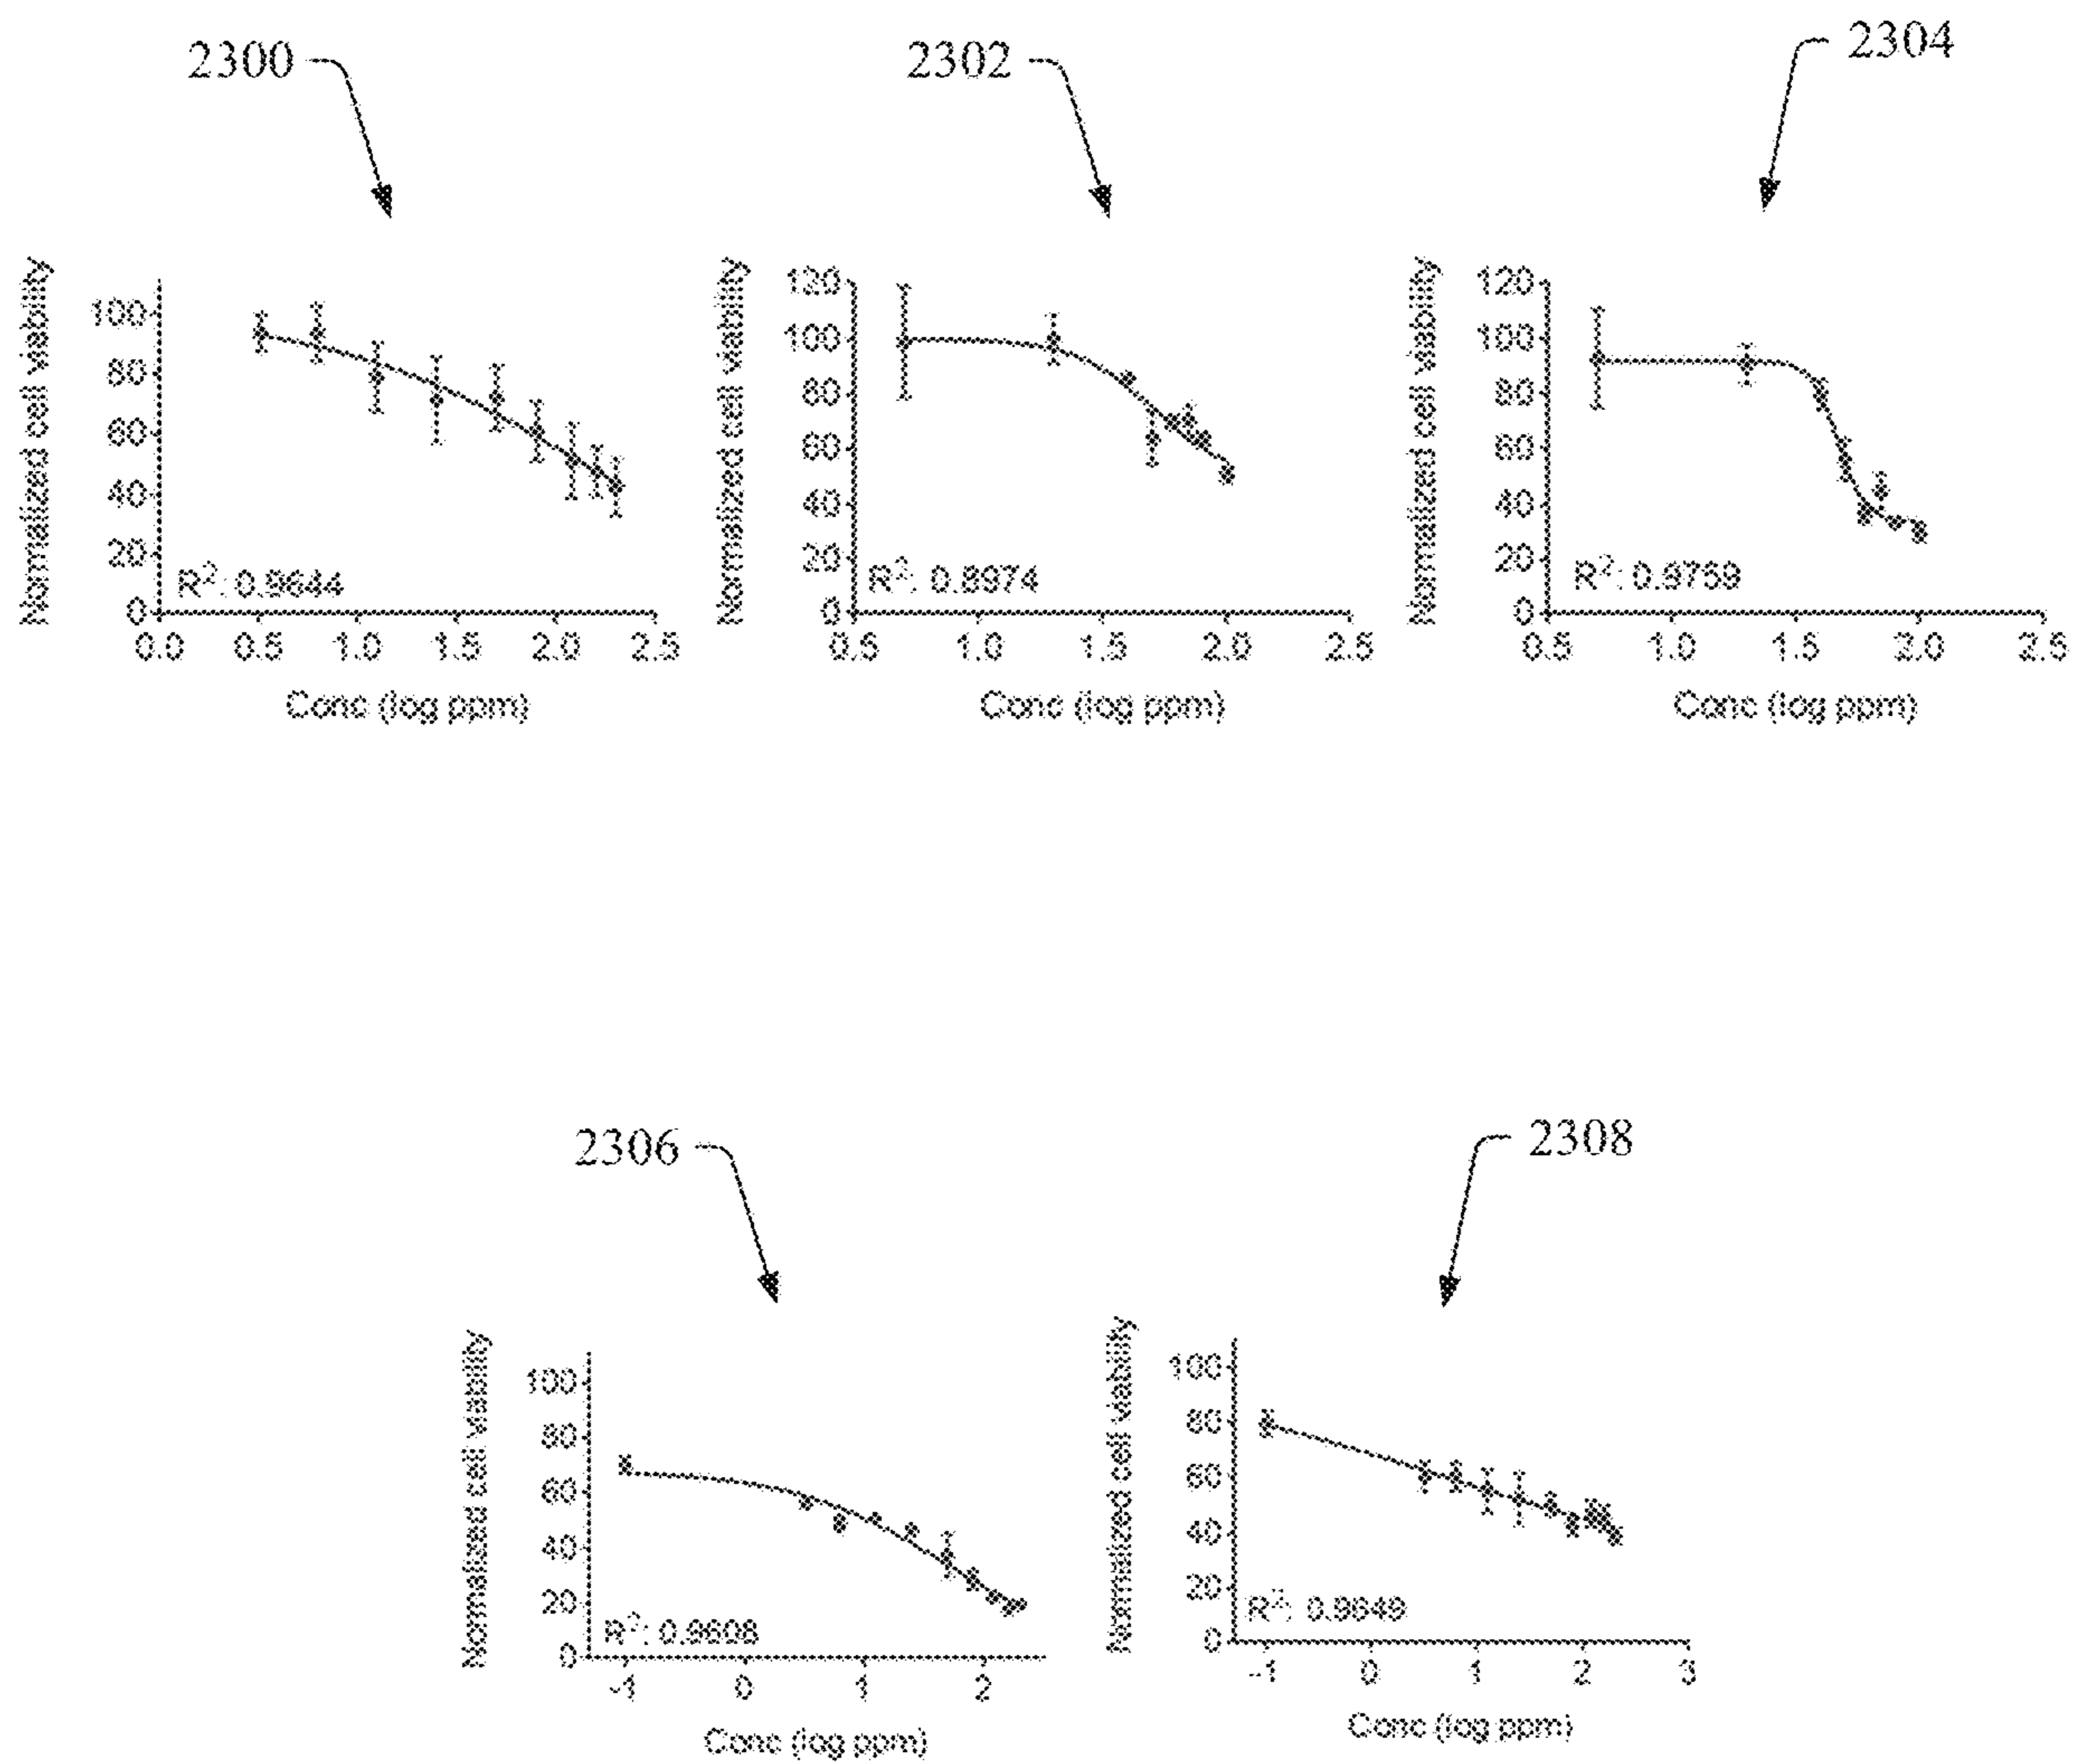 2300
2302
2304
Normalized cell viability
100
80
60
40
20
0
R²: 0.9644
0.0 0.5 1.0 1.5 2.0 2.5
Conc (log ppm)
Normalized cell viability
120
100
80
60
40
20
0
R²: 0.8974
0.5 1.0 1.5 2.0 2.5
Conc (log ppm)
Normalized cell viability
120
100
80
60
40
20
0
R²: 0.9759
0.5 1.0 1.5 2.0 2.5
Conc (log ppm)
2306
2308
Normalized cell viability
100
80
60
40
20
0
R²: 0.9608
-1 0 1 2
Conc (log ppm)
Normalized cell viability
100
80
60
40
20
0
R²: 0.9649
-1 0 1 2 3
Conc (log ppm)